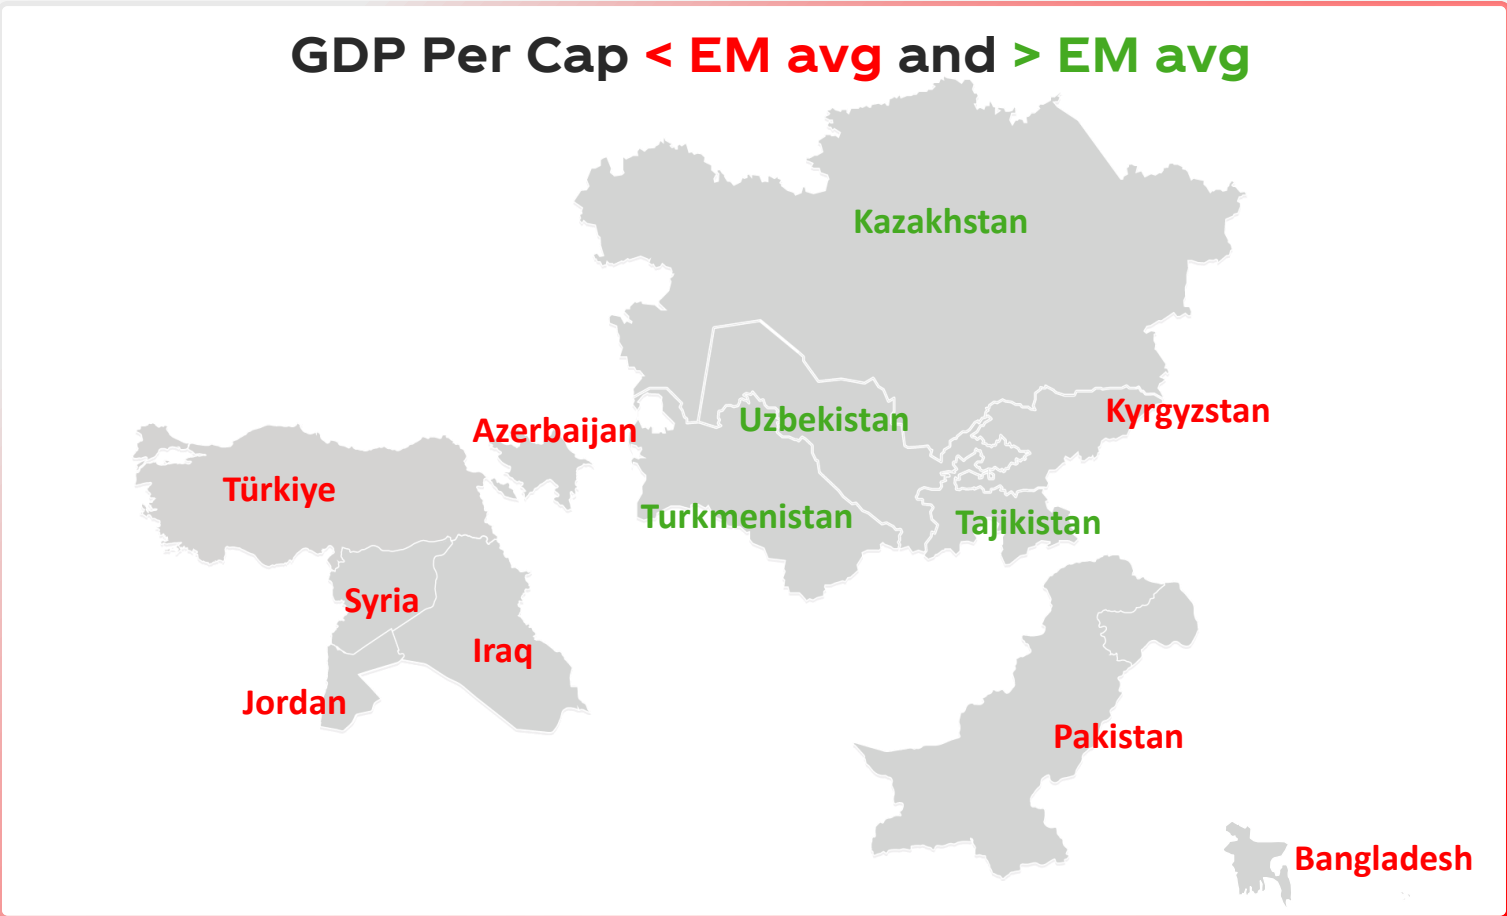 GDP Per Cap < EM avg and > EM avg
Kazakhstan
Kyrgyzstan
Uzbekistan
Azerbaijan
Türkiye
Turkmenistan
Tajikistan
Syria
Iraq
Jordan
Pakistan
Bangladesh